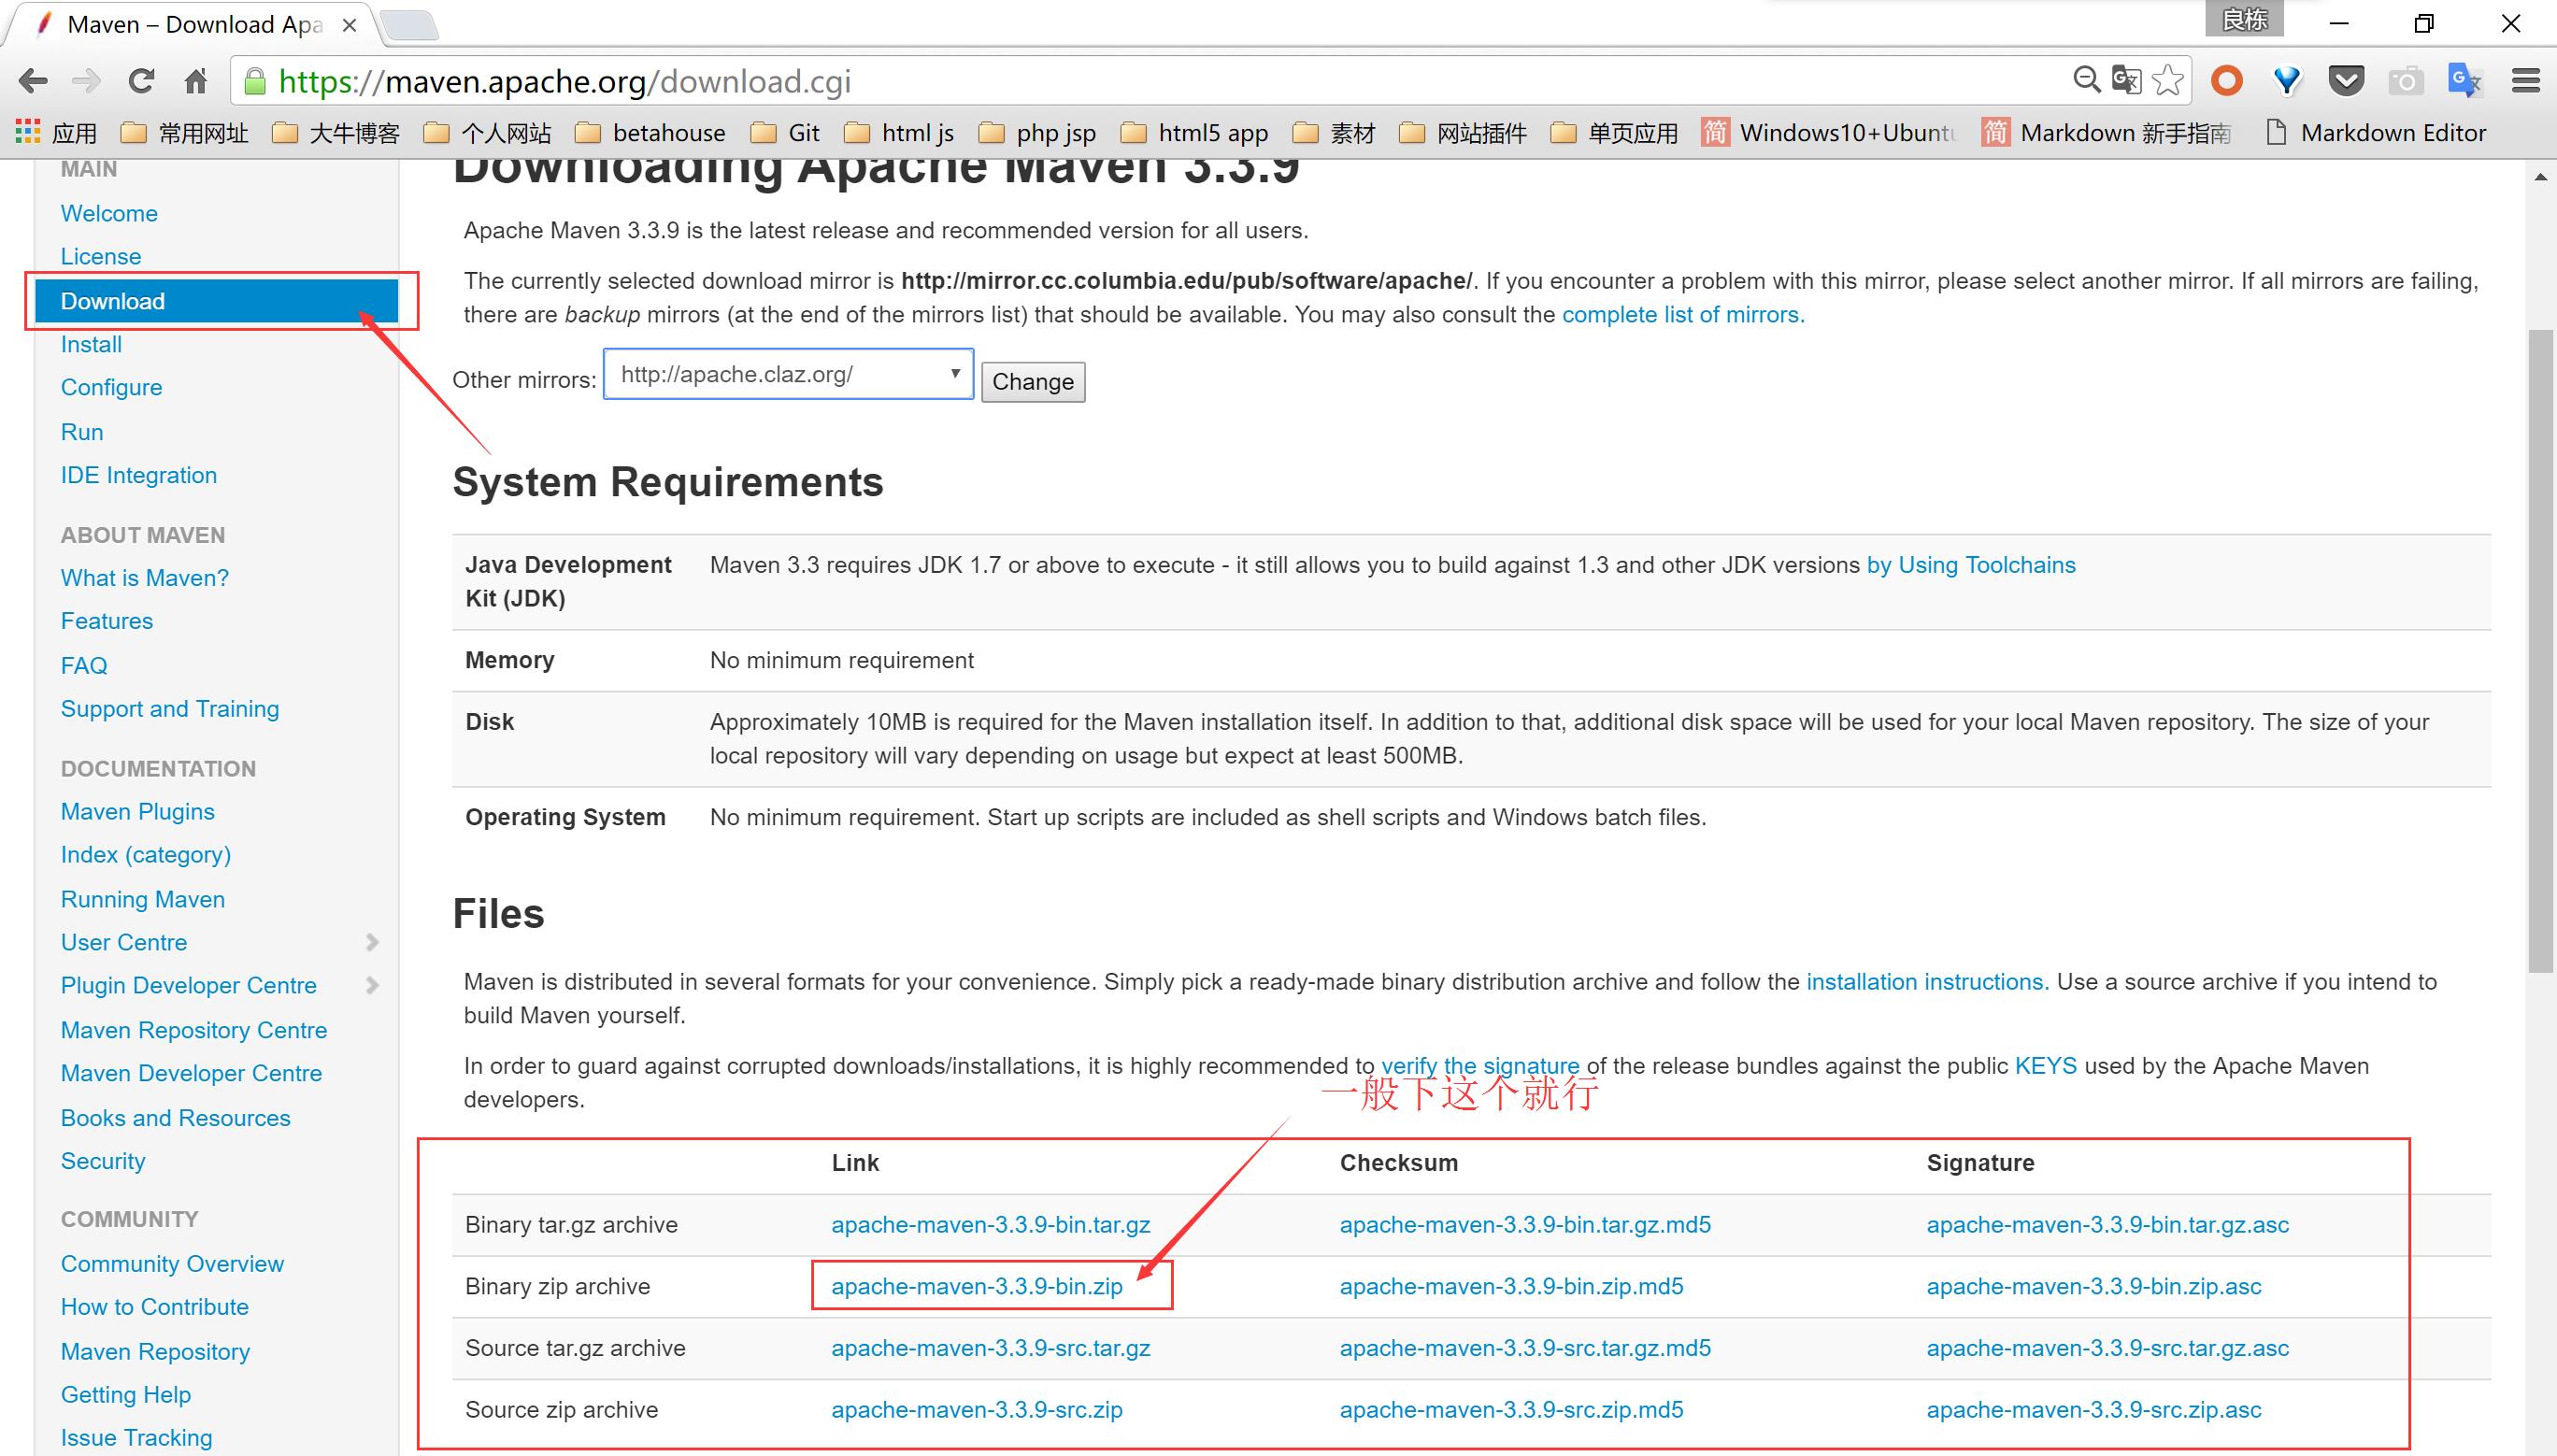 Maven – Download Apa
良栋
https://maven.apache.org/download.cgi
应用 常用网址 大牛博客 个人网站 betahouse Git html js php jsp html5 app 素材 网站插件 单页应用 简 Windows10+Ubuntu 简 Markdown 新手指南 Markdown Editor
MAIN
Welcome
License
Download
Install
Configure
Run
IDE Integration
ABOUT MAVEN
What is Maven?
Features
FAQ
Support and Training
DOCUMENTATION
Maven Plugins
Index (category)
Running Maven
User Centre
Plugin Developer Centre
Maven Repository Centre
Maven Developer Centre
Books and Resources
Security
COMMUNITY
Community Overview
How to Contribute
Maven Repository
Getting Help
Issue Tracking
Downloading Apache Maven 3.3.9
Apache Maven 3.3.9 is the latest release and recommended version for all users.
The currently selected download mirror is http://mirror.cc.columbia.edu/pub/software/apache/. If you encounter a problem with this mirror, please select another mirror. If all mirrors are failing,
there are backup mirrors (at the end of the mirrors list) that should be available. You may also consult the complete list of mirrors.
Other mirrors: http://apache.claz.org/ Change
System Requirements
Java Development Maven 3.3 requires JDK 1.7 or above to execute - it still allows you to build against 1.3 and other JDK versions by Using Toolchains
Kit (JDK)
Memory No minimum requirement
Disk Approximately 10MB is required for the Maven installation itself. In addition to that, additional disk space will be used for your local Maven repository. The size of your
local repository will vary depending on usage but expect at least 500MB.
Operating System No minimum requirement. Start up scripts are included as shell scripts and Windows batch files.
Files
Maven is distributed in several formats for your convenience. Simply pick a ready-made binary distribution archive and follow the installation instructions. Use a source archive if you intend to
build Maven yourself.
In order to guard against corrupted downloads/installations, it is highly recommended to verify the signature of the release bundles against the public KEYS used by the Apache Maven
developers.
一般下这个就行
Link Checksum Signature
Binary tar.gz archive apache-maven-3.3.9-bin.tar.gz apache-maven-3.3.9-bin.tar.gz.md5 apache-maven-3.3.9-bin.tar.gz.asc
Binary zip archive apache-maven-3.3.9-bin.zip apache-maven-3.3.9-bin.zip.md5 apache-maven-3.3.9-bin.zip.asc
Source tar.gz archive apache-maven-3.3.9-src.tar.gz apache-maven-3.3.9-src.tar.gz.md5 apache-maven-3.3.9-src.tar.gz.asc
Source zip archive apache-maven-3.3.9-src.zip apache-maven-3.3.9-src.zip.md5 apache-maven-3.3.9-src.zip.asc